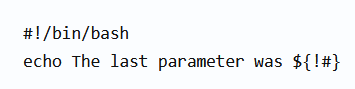 #!/bin/bash
echo The last parameter was ${!#}